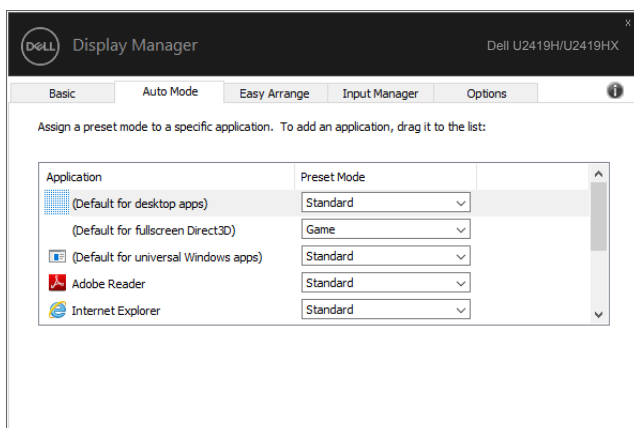 x
DELL Display Manager Dell U2419H/U2419HX
Basic Auto Mode Easy Arrange Input Manager Options
Assign a preset mode to a specific application. To add an application, drag it to the list:
Application Preset Mode
(Default for desktop apps) Standard
(Default for fullscreen Direct3D) Game
(Default for universal Windows apps) Standard
Adobe Reader Standard
Internet Explorer Standard